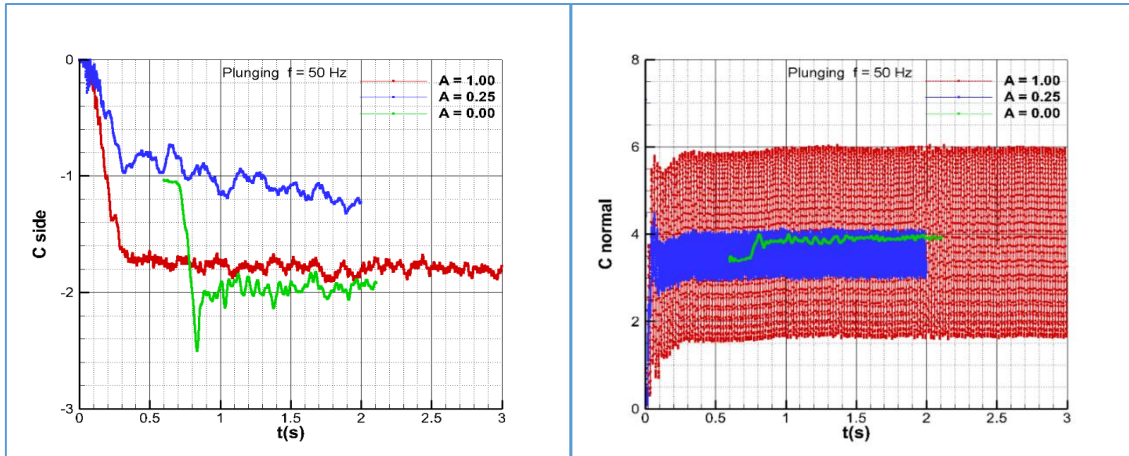 Plunging f = 50 Hz
A = 1.00
A = 0.25
A = 0.00
C side
0
-1
-2
-3
0
0.5
1
1.5
2
2.5
3
t(s)
Plunging f = 50 Hz
A = 1.00
A = 0.25
A = 0.00
C normal
8
6
4
2
0
0
0.5
1
1.5
2
2.5
3
t(s)